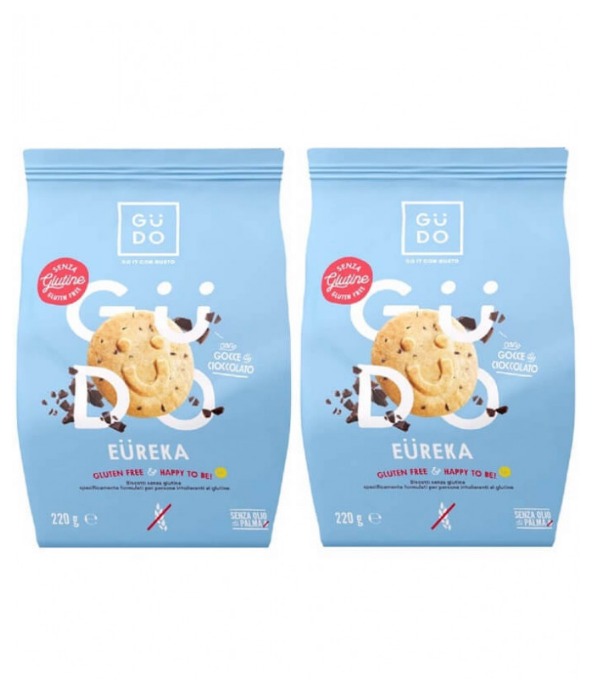 GÜ
DO
DO IT CON GUSTO
SENZA
Glutine
GLUTEN FREE
GÜ
DO
con
GOCCE di
CIOCCOLATO
EÜREKA
GLUTEN FREE & HAPPY TO BE!
Biscotti senza glutine
specificamente formulati per persone intolleranti al glutine
220 g e
SENZA OLIO
di PALMA
GÜ
DO
DO IT CON GUSTO
SENZA
Glutine
GLUTEN FREE
GÜ
DO
con
GOCCE di
CIOCCOLATO
EÜREKA
GLUTEN FREE & HAPPY TO BE!
Biscotti senza glutine
specificamente formulati per persone intolleranti al glutine
220 g e
SENZA OLIO
di PALMA